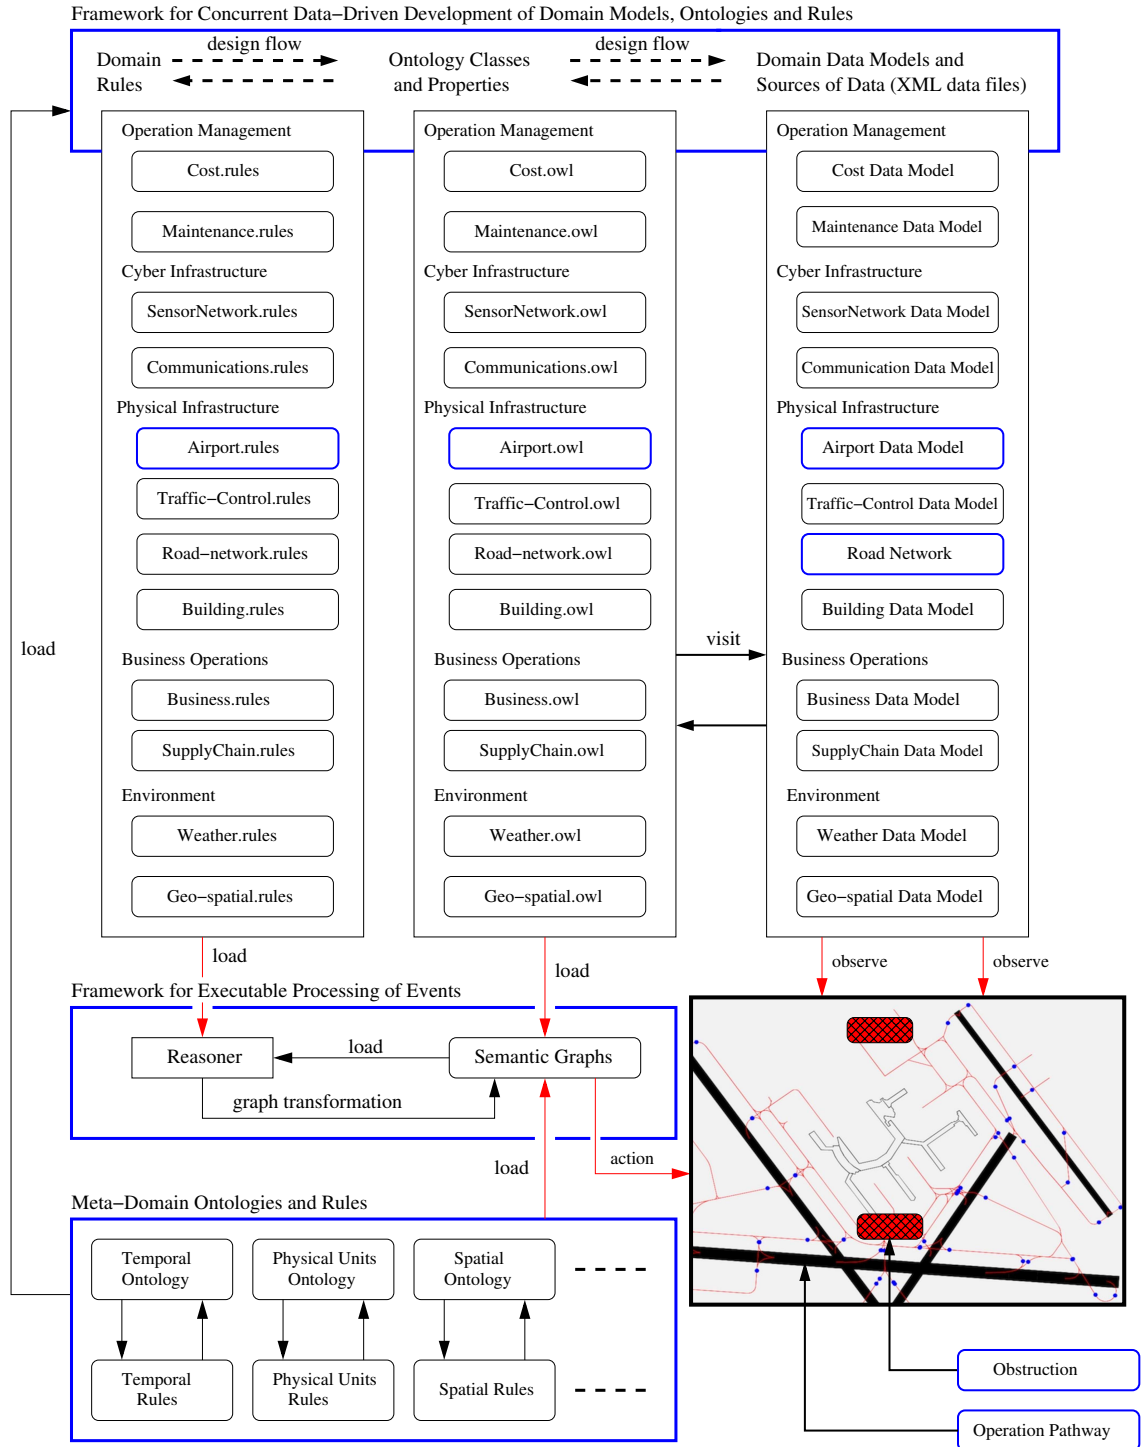 Framework for Concurrent Data−Driven Development of Domain Models, Ontologies and Rules
design flow
design flow
Domain
Rules
Ontology Classes
and Properties
Domain Data Models and
Sources of Data (XML data files)
Operation Management
Cost.rules
Maintenance.rules
Cyber Infrastructure
SensorNetwork.rules
Communications.rules
Physical Infrastructure
Airport.rules
Traffic−Control.rules
Road−network.rules
Building.rules
Business Operations
Business.rules
SupplyChain.rules
Environment
Weather.rules
Geo−spatial.rules
Operation Management
Cost.owl
Maintenance.owl
Cyber Infrastructure
SensorNetwork.owl
Communications.owl
Physical Infrastructure
Airport.owl
Traffic−Control.owl
Road−network.owl
Building.owl
Business Operations
Business.owl
SupplyChain.owl
Environment
Weather.owl
Geo−spatial.owl
Operation Management
Cost Data Model
Maintenance Data Model
Cyber Infrastructure
SensorNetwork Data Model
Communication Data Model
Physical Infrastructure
Airport Data Model
Traffic−Control Data Model
Road Network
Building Data Model
Business Operations
Business Data Model
SupplyChain Data Model
Environment
Weather Data Model
Geo−spatial Data Model
load
visit
load
load
observe
observe
Framework for Executable Processing of Events
Reasoner
load
Semantic Graphs
graph transformation
load
action
Meta−Domain Ontologies and Rules
Temporal
Ontology
Physical Units
Ontology
Spatial
Ontology
Temporal
Rules
Physical Units
Rules
Spatial Rules
Obstruction
Operation Pathway